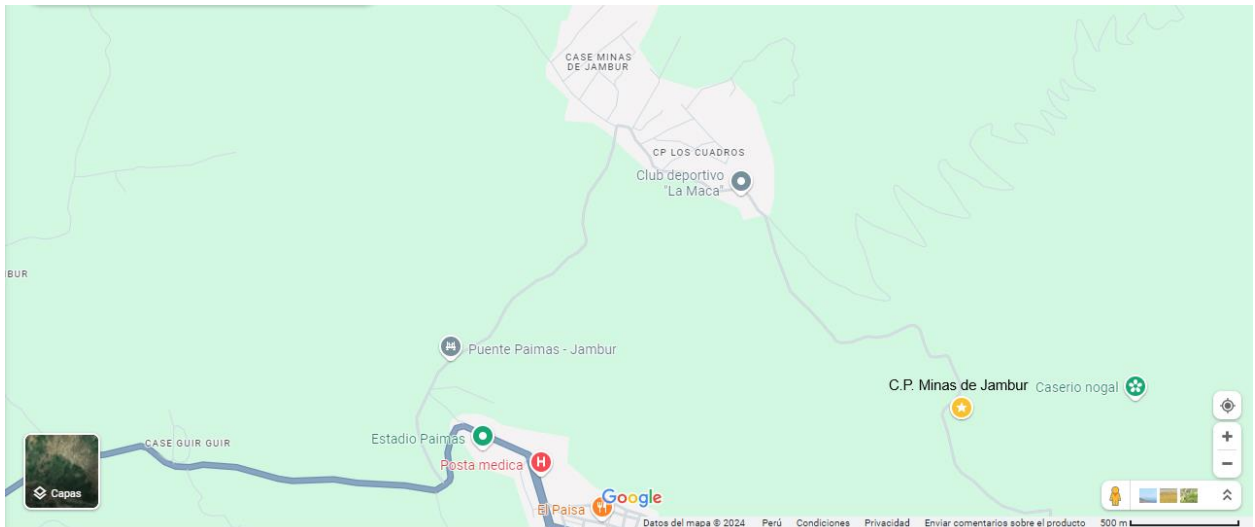 CASE MINAS
DE JAMBUR
CP LOS CUADROS
Club deportivo
"La Maca"
BUR
Puente Paimas - Jambur
C.P. Minas de Jambur
Caserio nogal
CASE GUIR GUIR
Estadio Paimas
Posta medica
H
El Paisa
Google
Capas
Datos del mapa © 2024 Perú Condiciones Privacidad Enviar comentarios sobre el producto 500 m